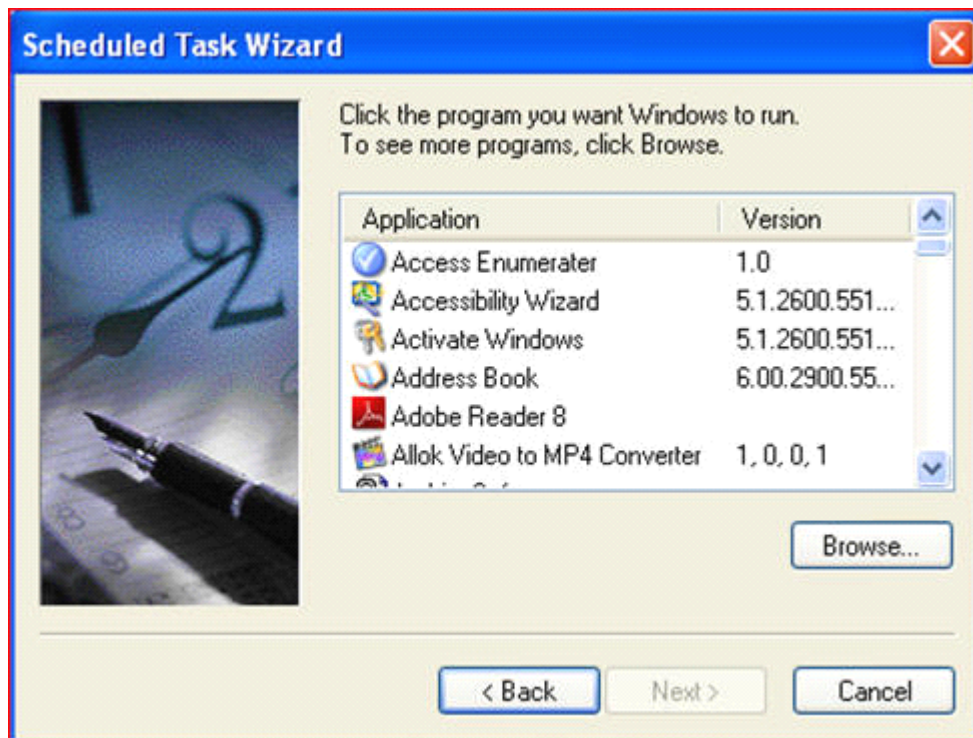 Scheduled Task Wizard
Click the program you want Windows to run.
To see more programs, click Browse.
Application Version
Access Enumerater 1.0
Accessibility Wizard 5.1.2600.551...
Activate Windows 5.1.2600.551...
Address Book 6.00.2900.55...
Adobe Reader 8
Allok Video to MP4 Converter 1, 0, 0, 1
Browse...
< Back Next > Cancel